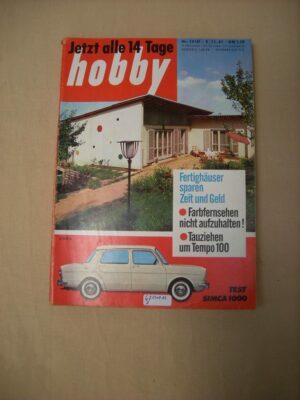 Jetzt alle 14 Tage
hobby
Fertighäuser
sparen
Zeit und Geld
Farbfernsehen
nicht aufzuhalten!
Tauziehen
um Tempo 100
TEST
SIMCA 1000